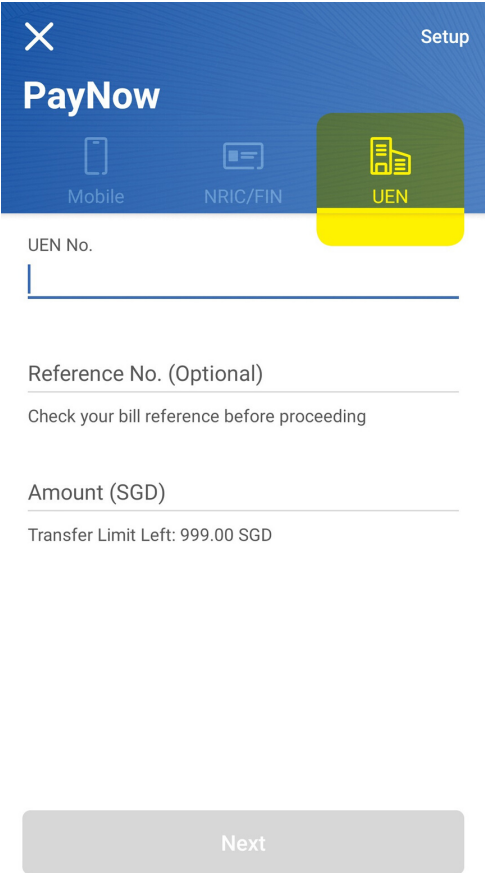 Setup
PayNow
Mobile
NRIC/FIN
UEN
UEN No.
Reference No. (Optional)
Check your bill reference before proceeding
Amount (SGD)
Transfer Limit Left: 999.00 SGD
Next